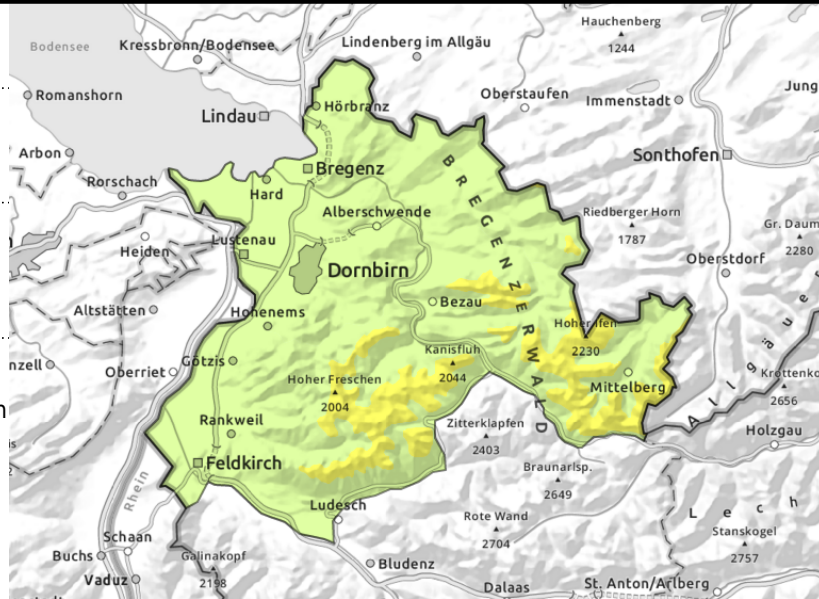 Hauchenberg
1244
Bodensee
Kressbronn/Bodensee
Lindenberg im Allgäu
Jung
Romanshorn
Hörbranz
Oberstaufen
Immenstadt
Lindau
Arbon
Sonthofen
Bregenz
Rorschach
Hard
BREGENZERWALD
Alberschwende
Riedberger Horn
1787
Gr. Daum
2280
Heiden
Lustenau
Oberstdorf
Dornbirn
Bezau
Altstätten
Hohenems
Hoher Ifen
2230
Allgäuer
nzell
Oberriet
Götzis
Kanisfluh
2044
Hoher Freschen
2004
Mittelberg
Krottenko
2656
Rankweil
Zitterklapfen
2403
Holzgau
Feldkirch
Braunarlsp.
2649
Rhein
Ludesch
Rote Wand
2704
Lech
Stanskogel
2757
Schaan
Buchs
Galinakopf
2198
Bludenz
Vaduz
Dalaas
St. Anton/Arlberg